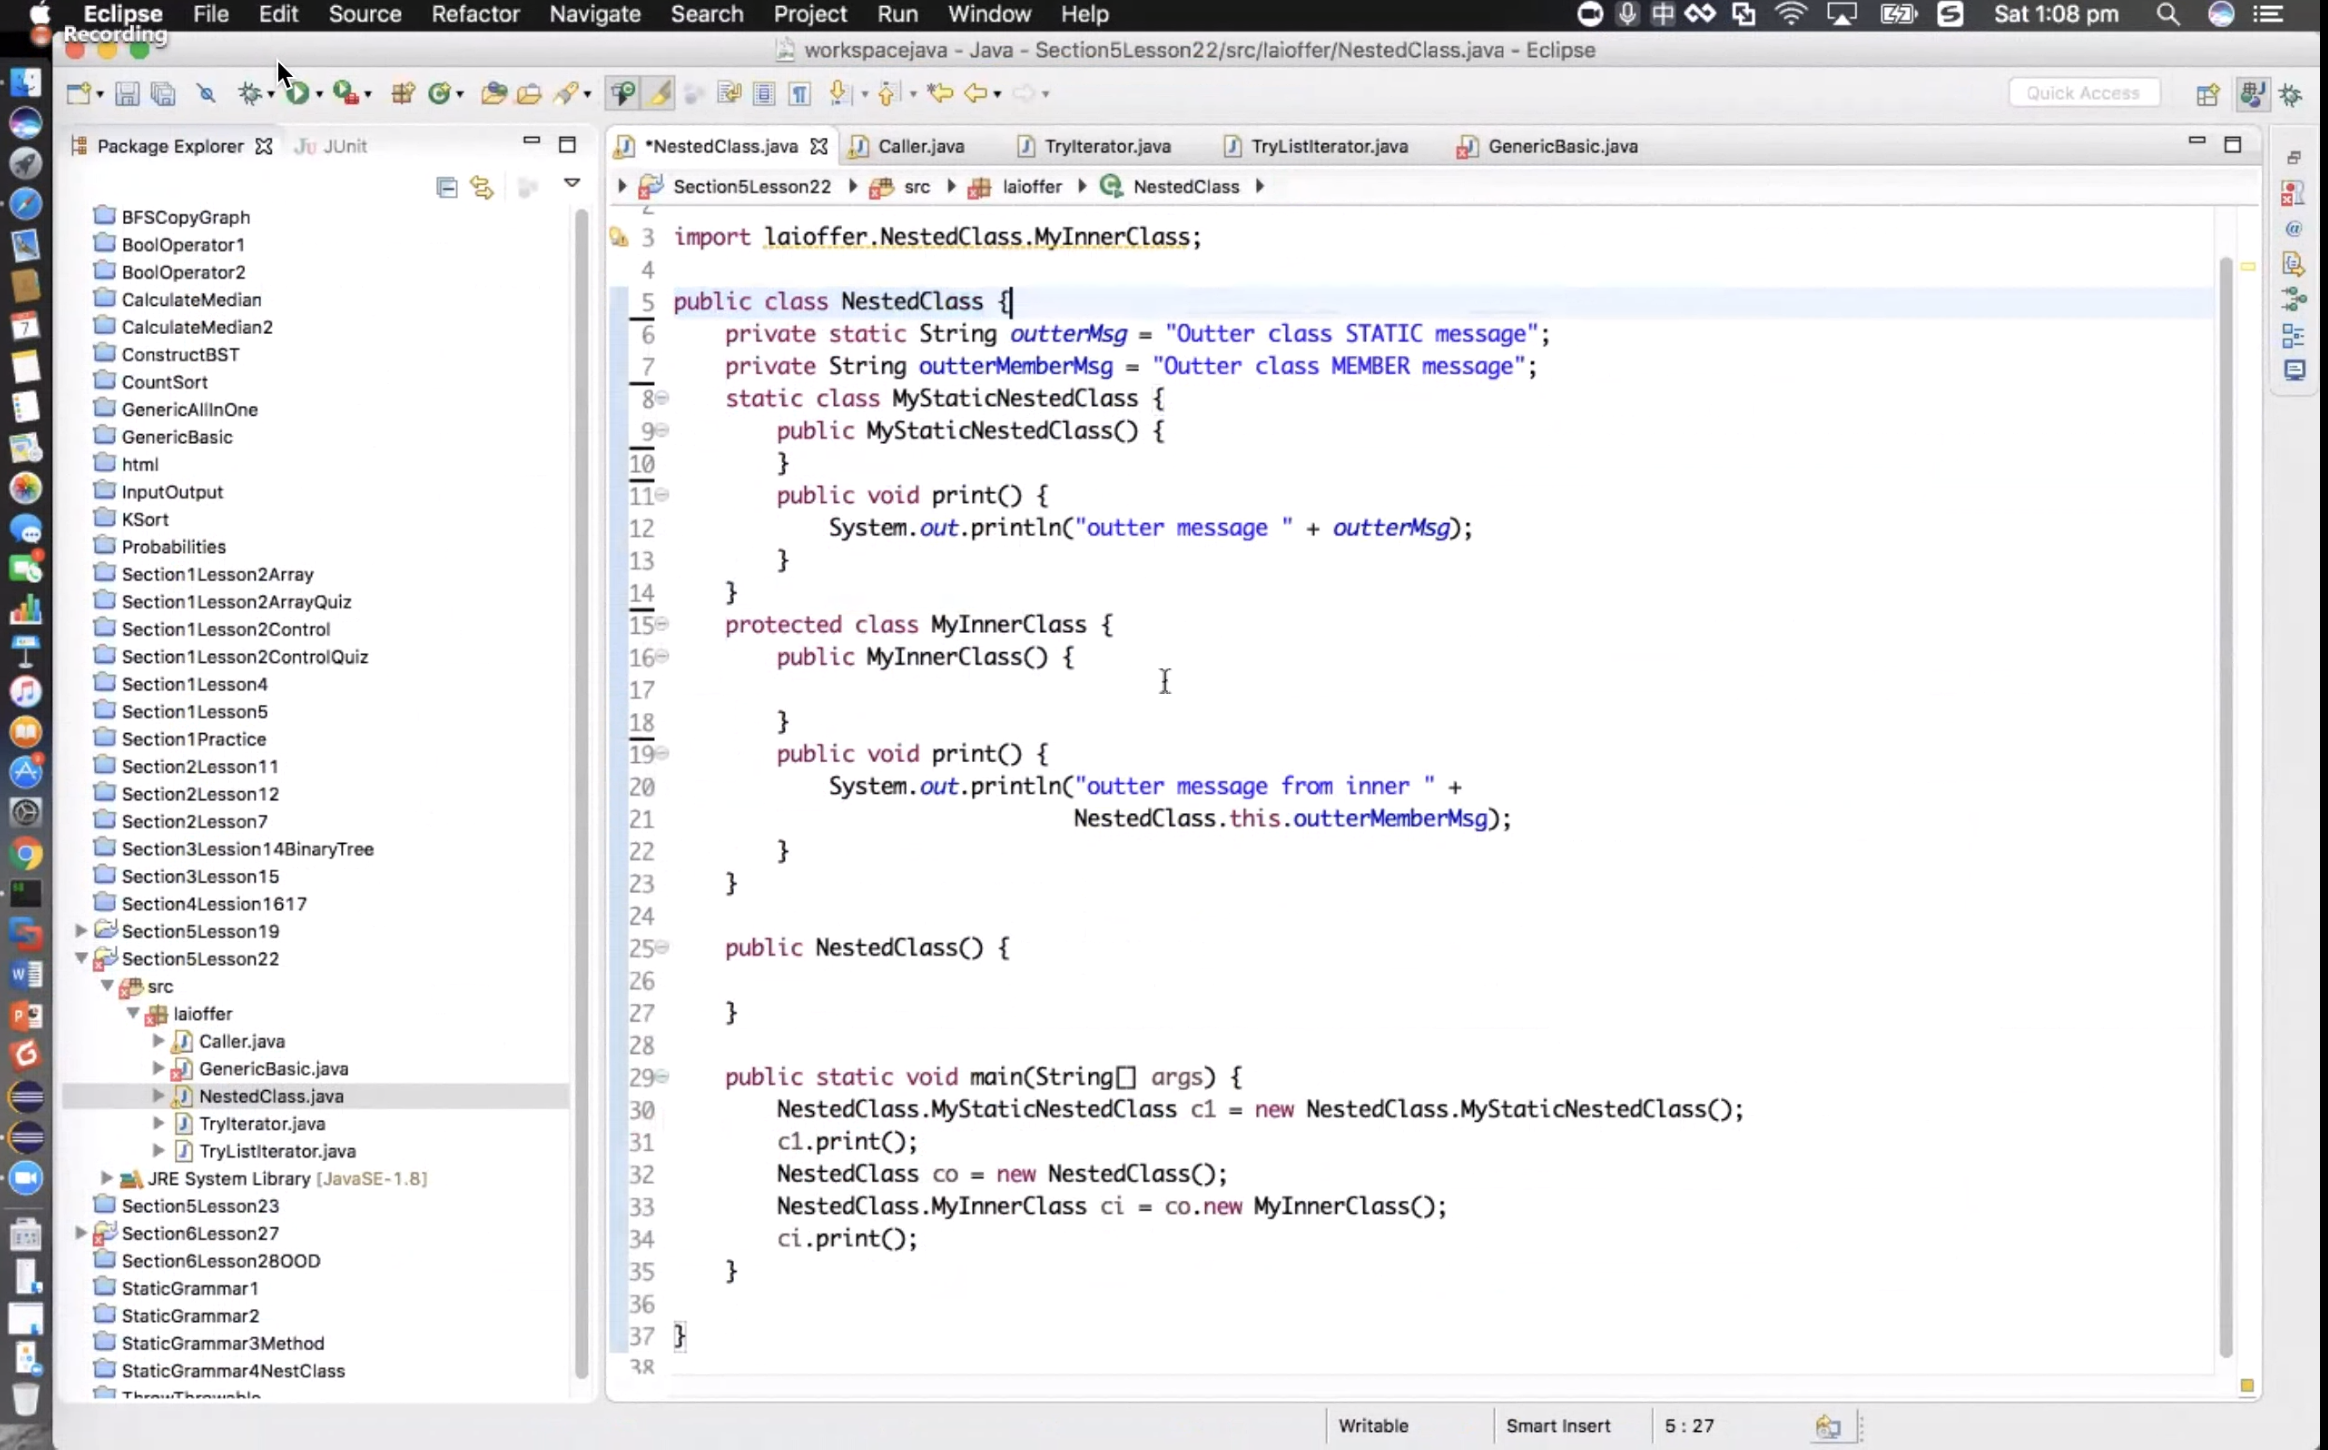 Eclipse File Edit Source Refactor Navigate Search Project Run Window Help 中 S Sat 1:08 pm
Recording
workspacejava - Java - Section5Lesson22/src/laioffer/NestedClass.java - Eclipse
Quick Access
Package Explorer JUnit
*NestedClass.java Caller.java TryIterator.java TryListIterator.java GenericBasic.java
Section5Lesson22 src laioffer NestedClass
BFSCopyGraph
BoolOperator1
BoolOperator2
CalculateMedian
CalculateMedian2
ConstructBST
CountSort
GenericAllInOne
GenericBasic
html
InputOutput
KSort
Probabilities
Section1Lesson2Array
Section1Lesson2ArrayQuiz
Section1Lesson2Control
Section1Lesson2ControlQuiz
Section1Lesson4
Section1Lesson5
Section1Practice
Section2Lesson11
Section2Lesson12
Section2Lesson7
Section3Lession14BinaryTree
Section3Lesson15
Section4Lession1617
Section5Lesson19
Section5Lesson22
src
laioffer
Caller.java
GenericBasic.java
NestedClass.java
TryIterator.java
TryListIterator.java
JRE System Library [JavaSE-1.8]
Section5Lesson23
Section6Lesson27
Section6Lesson28OOD
StaticGrammar1
StaticGrammar2
StaticGrammar3Method
StaticGrammar4NestClass
ThrowThrowable
2
3 import laioffer.NestedClass.MyInnerClass;
4
5 public class NestedClass {
6 private static String outterMsg = "Outter class STATIC message";
7 private String outterMemberMsg = "Outter class MEMBER message";
8 static class MyStaticNestedClass {
9 public MyStaticNestedClass() {
10 }
11 public void print() {
12 System.out.println("outter message " + outterMsg);
13 }
14 }
15 protected class MyInnerClass {
16 public MyInnerClass() {
17
18 }
19 public void print() {
20 System.out.println("outter message from inner " +
21 NestedClass.this.outterMemberMsg);
22 }
23 }
24
25 public NestedClass() {
26
27 }
28
29 public static void main(String[] args) {
30 NestedClass.MyStaticNestedClass c1 = new NestedClass.MyStaticNestedClass();
31 c1.print();
32 NestedClass co = new NestedClass();
33 NestedClass.MyInnerClass ci = co.new MyInnerClass();
34 ci.print();
35 }
36
37 }
38
Writable Smart Insert 5 : 27